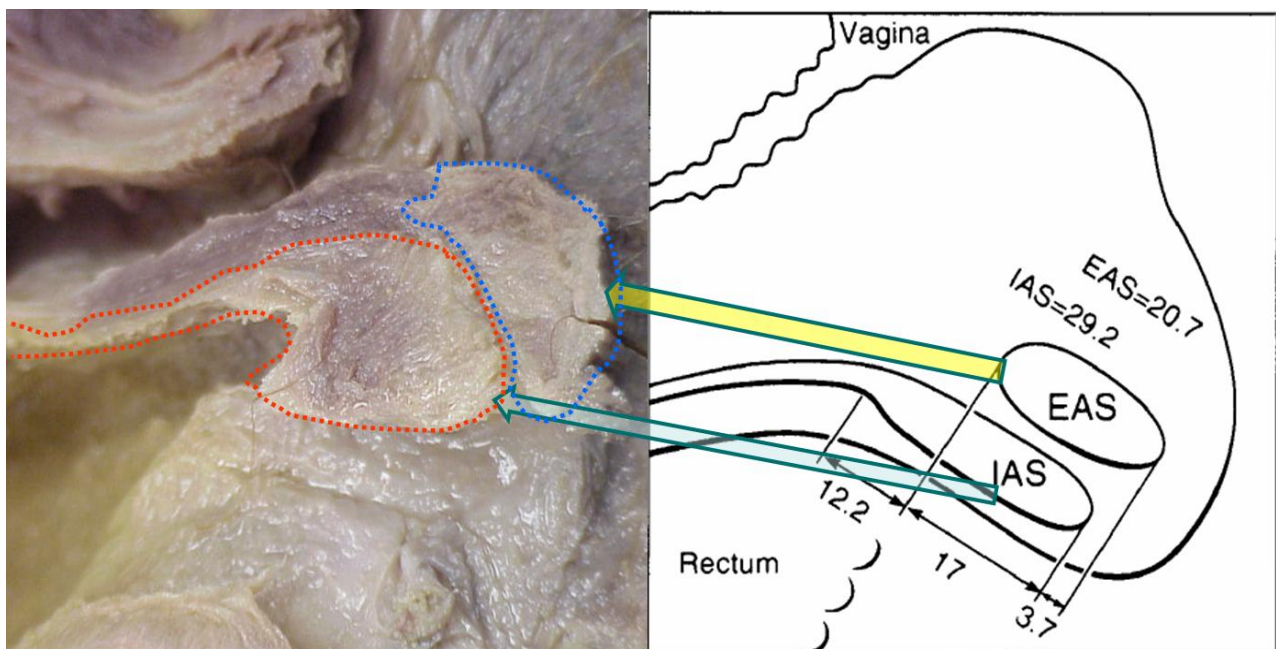 Vagina
EAS=20.7
IAS=29.2
EAS
IAS
12.2
17
3.7
Rectum